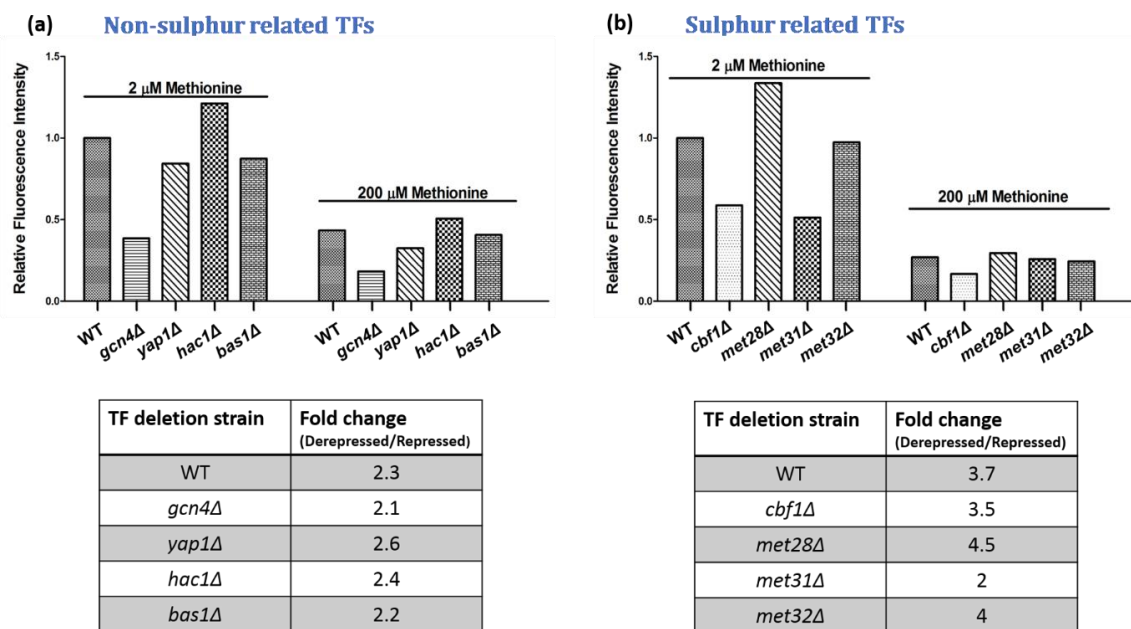 (a) Non-sulphur related TFs
Relative Fluorescence Intensity
1.5
1.0
0.5
0.0
2 μM Methionine
200 μM Methionine
WT gcn4Δ yap1Δ hac1Δ bas1Δ WT gcn4Δ yap1Δ hac1Δ bas1Δ
TF deletion strain Fold change
(Derepressed/Repressed)
WT 2.3
gcn4Δ 2.1
yap1Δ 2.6
hac1Δ 2.4
bas1Δ 2.2
(b) Sulphur related TFs
Relative Fluorescence Intensity
1.5
1.0
0.5
0.0
2 μM Methionine
200 μM Methionine
WT cbf1Δ met28Δ met31Δ met32Δ WT cbf1Δ met28Δ met31Δ met32Δ
TF deletion strain Fold change
(Derepressed/Repressed)
WT 3.7
cbf1Δ 3.5
met28Δ 4.5
met31Δ 2
met32Δ 4